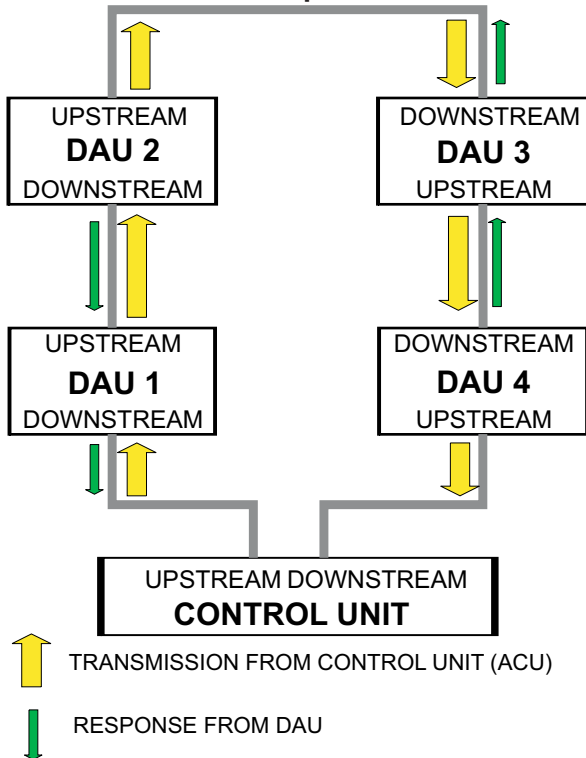 UPSTREAM
DAU 2
DOWNSTREAM
DOWNSTREAM
DAU 3
UPSTREAM
UPSTREAM
DAU 1
DOWNSTREAM
DOWNSTREAM
DAU 4
UPSTREAM
UPSTREAM DOWNSTREAM
CONTROL UNIT
TRANSMISSION FROM CONTROL UNIT (ACU)
RESPONSE FROM DAU